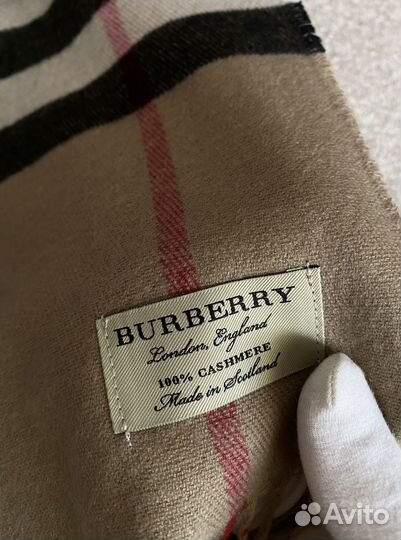 BURBERRY
London, England
100% CASHMERE
Made in Scotland
Avito